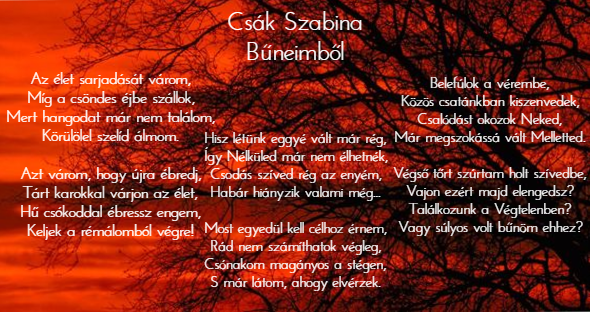 Csák Szabina
Bűneimből
Az élet sarjadását várom,
Míg a csöndes éjbe szállok,
Mert hangodat már nem találom,
Körülölel szelíd álmom.
Azt várom, hogy újra ébredj,
Tárt karokkal várjon az élet,
Hű csókoddal ébressz engem,
Keljek a rémálomból végre!
Hisz létünk eggyé vált már rég,
Így Nélküled már nem élhetnék,
Csodás szíved rég az enyém,
Habár hiányzik valami még...
Most egyedül kell célhoz érnem,
Rád nem számíthatok végleg,
Csónakom magányos a stégen,
S már látom, ahogy elvérzek.
Belefúlok a vérembe,
Közös csatánkban kiszenvedek,
Csalódást okozok Neked,
Már megszokássá vált Melletted.
Végső tőrt szúrtam holt szívedbe,
Vajon ezért majd elengedsz?
Találkozunk a Végtelenben?
Vagy súlyos volt bűnöm ehhez?